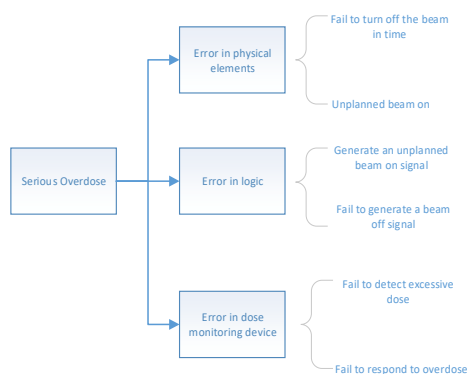 Fail to turn off the beam
in time
Error in physical
elements
Unplanned beam on
Generate an unplanned
beam on signal
Serious Overdose
Error in logic
Fail to generate a beam
off signal
Fail to detect excessive
dose
Error in dose
monitoring device
Fail to respond to overdose